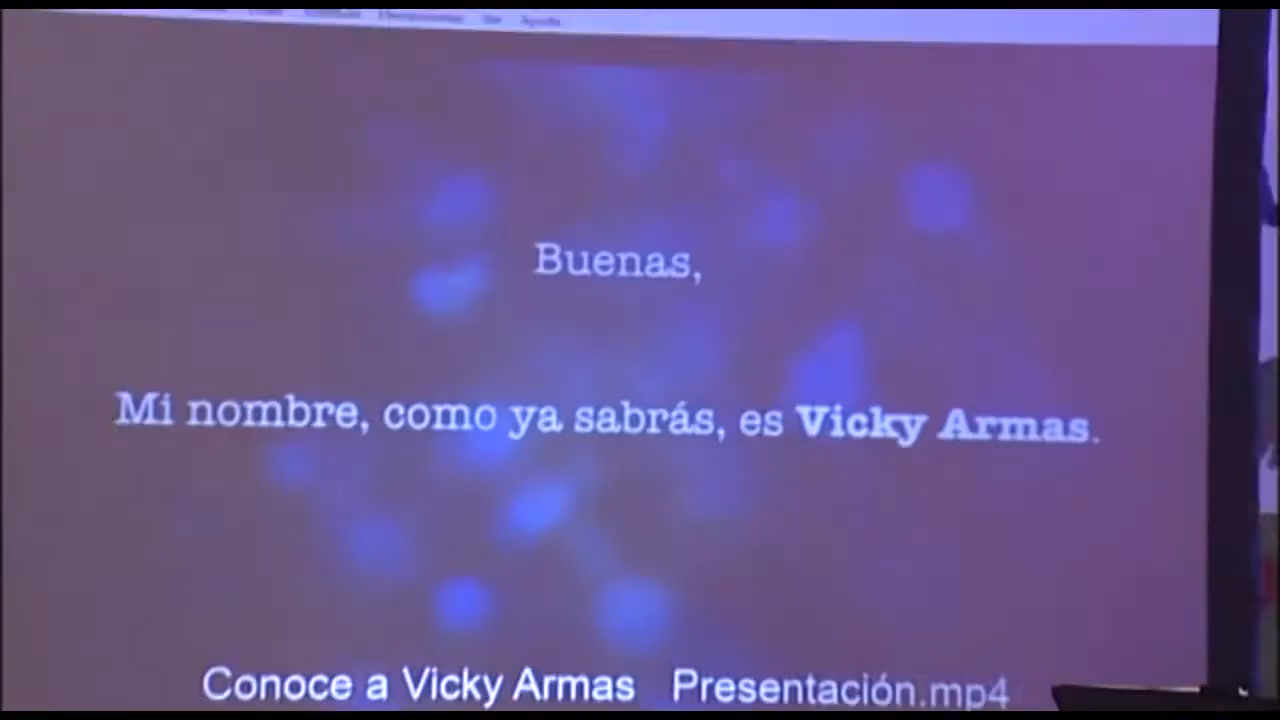 Buenas,
Mi nombre, como ya sabrás, es Vicky Armas.
Conoce a Vicky Armas Presentación.mp4